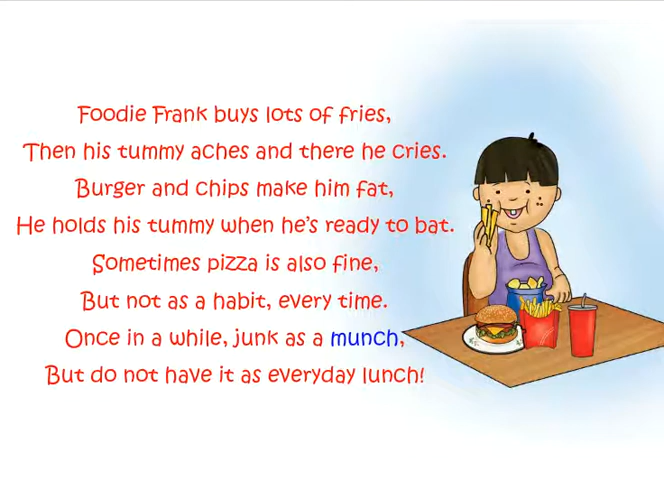 Foodie Frank buys lots of fries,
Then his tummy aches and there he cries.
Burger and chips make him fat,
He holds his tummy when he's ready to bat.
Sometimes pizza is also fine,
But not as a habit, every time.
Once in a while, junk as a munch,
But do not have it as everyday lunch!